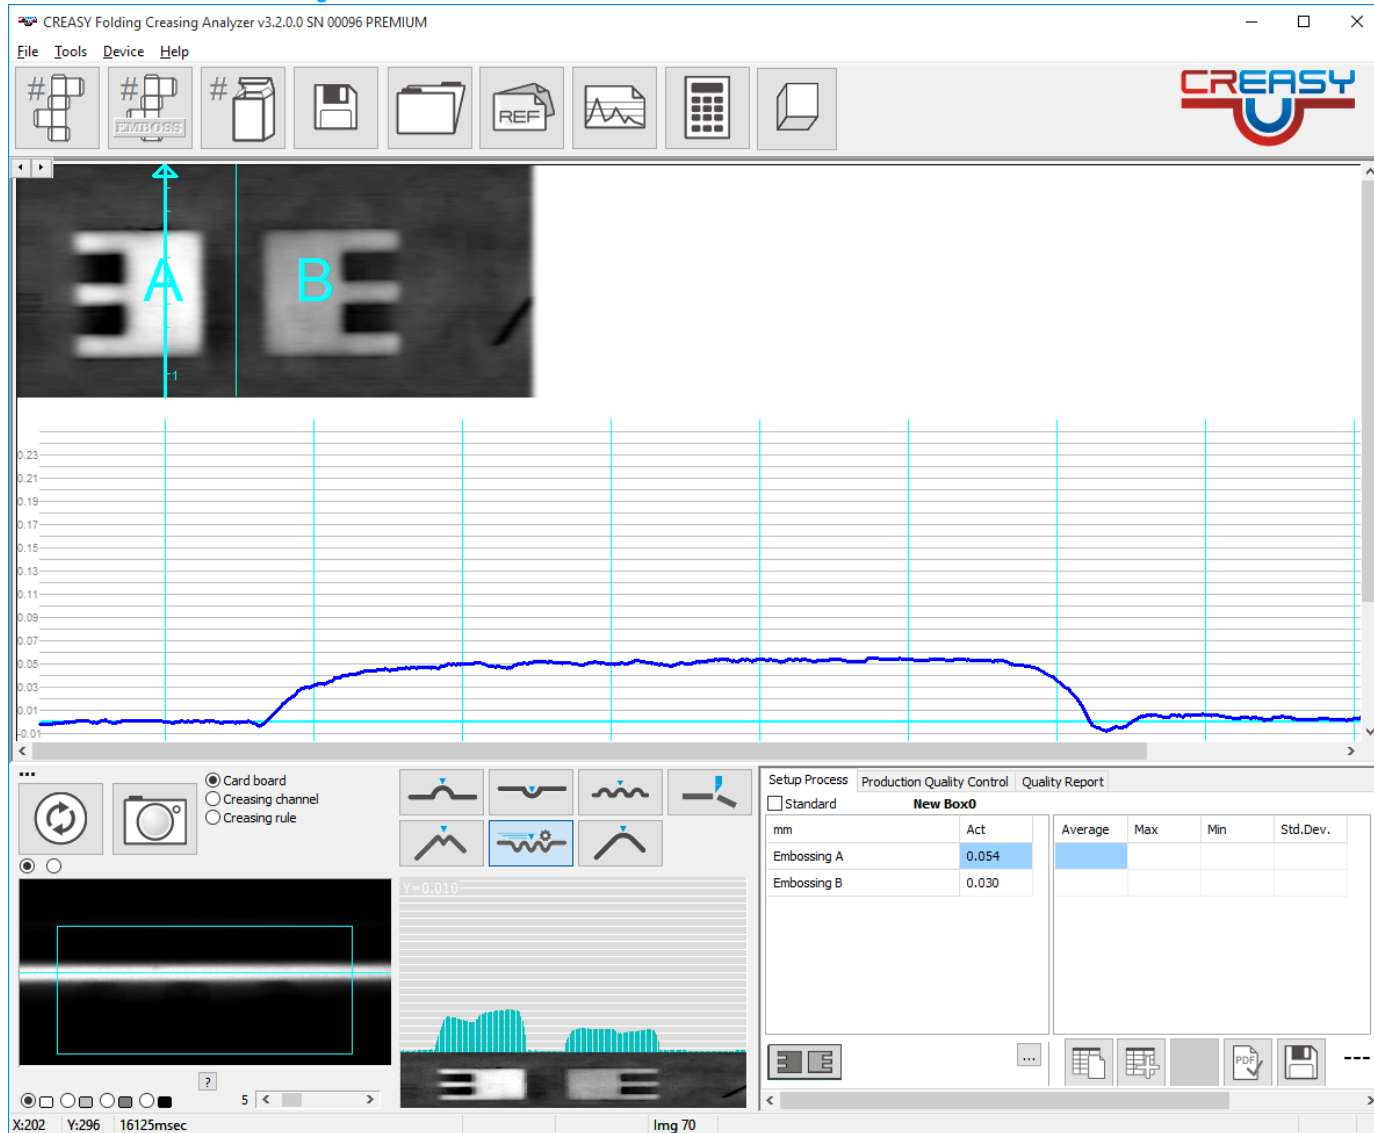 CREASY Folding Creasing Analyzer v3.2.0.0 SN 00096 PREMIUM
File Tools Device Help
# # EMBOSS # REF CREASY
A B
1
0.23
0.21
0.19
0.17
0.15
0.13
0.11
0.09
0.07
0.05
0.03
0.01
-0.01
...
Card board
Creasing channel
Creasing rule
Setup Process Production Quality Control Quality Report
Standard New Box0
mm Act Average Max Min Std.Dev.
Embossing A 0.054
Embossing B 0.030
Y=0.010
... PDF ---
?
5
X:202 Y:296 16125msec Img 70